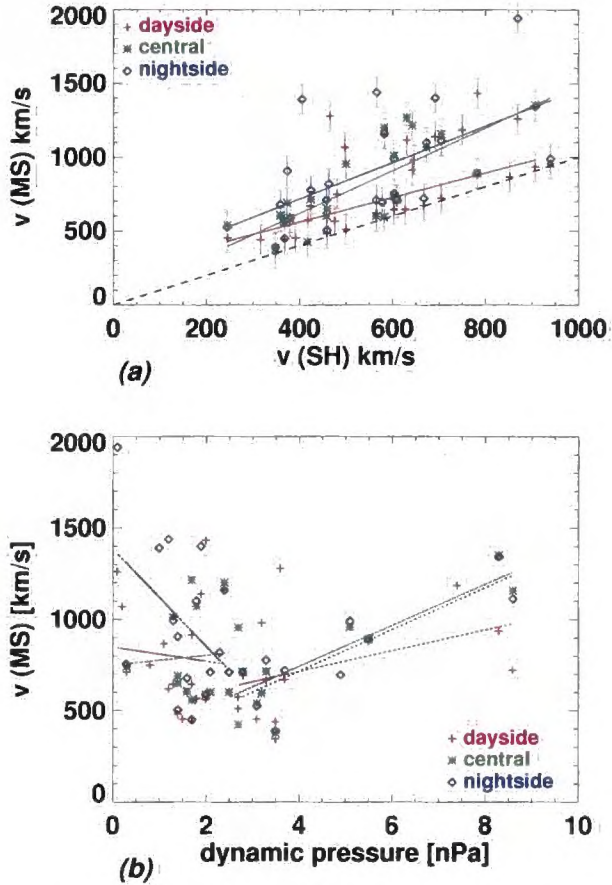 2000
1500
1000
500
0
v (MS) km/s
+ dayside
* central
◇ nightside
0 200 400 600 800 1000
v (SH) km/s
(a)
2000
1500
1000
500
0
v (MS) [km/s]
+ dayside
* central
◇ nightside
0 2 4 6 8 10
dynamic pressure [nPa]
(b)